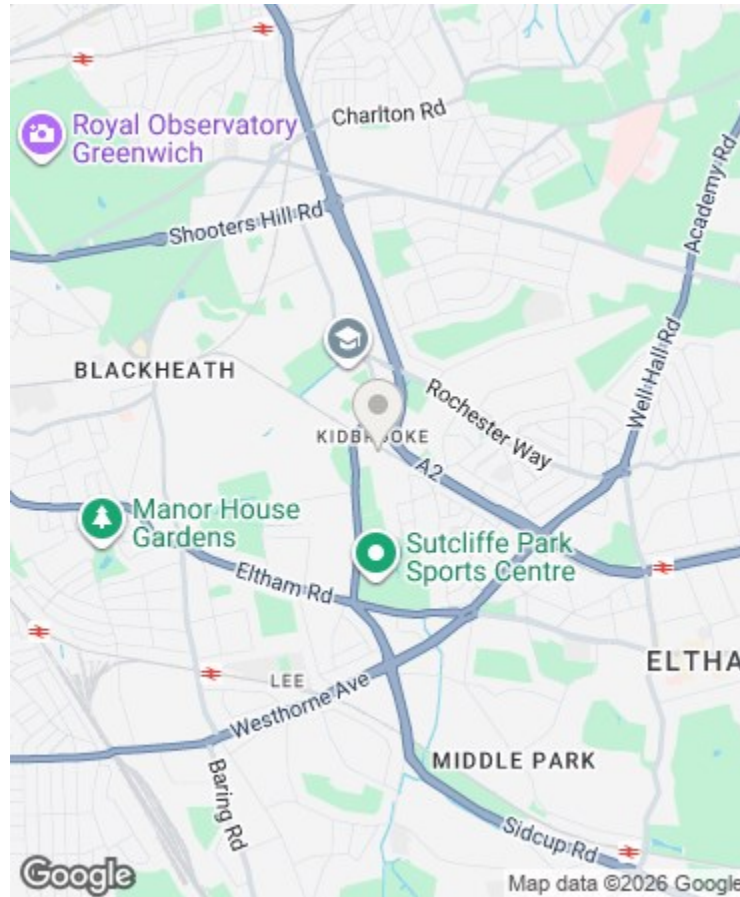 Charlton Rd
Royal Observatory
Greenwich
Academy Rd
Shooters Hill Rd
Well Hall Rd
BLACKHEATH
Rochester Way
KIDBROOKE
A2
Manor House
Gardens
Sutcliffe Park
Sports Centre
Eltham Rd
ELTHA
LEE
Westhorne Ave
MIDDLE PARK
Baring Rd
Sidcup Rd
Google
Map data ©2026 Google